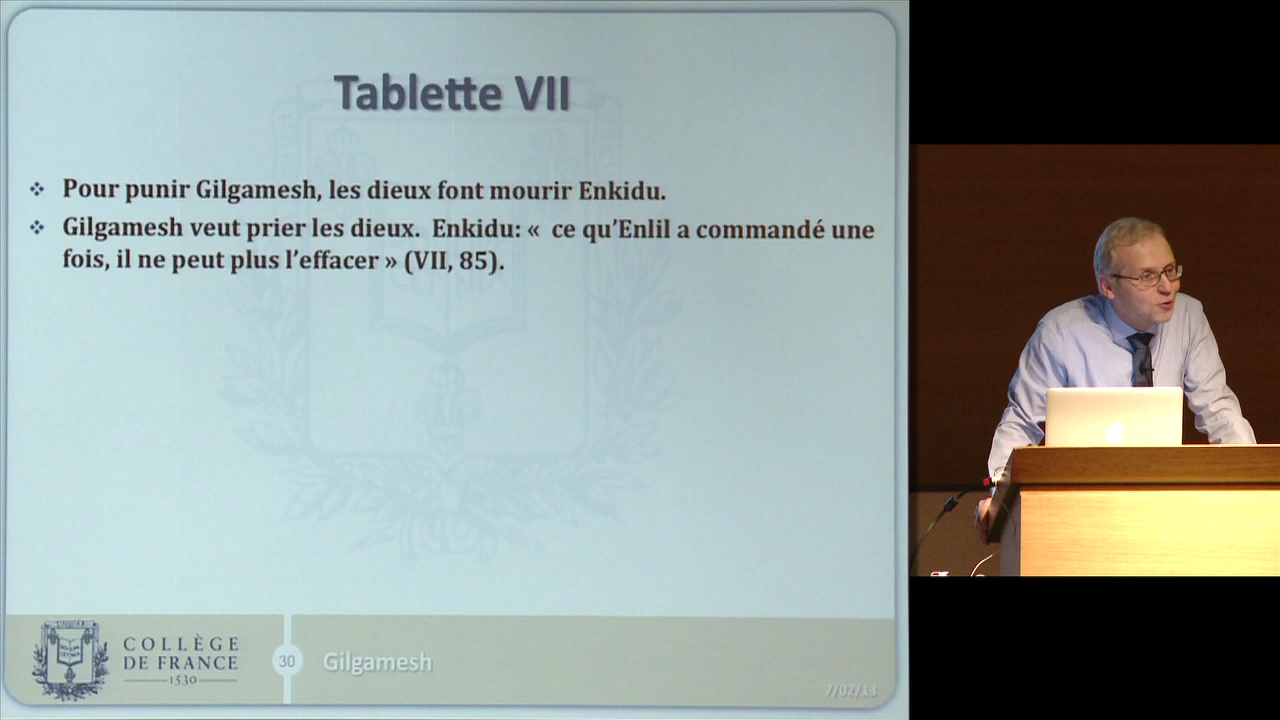 Tablette VII
Pour punir Gilgamesh, les dieux font mourir Enkidu.
Gilgamesh veut prier les dieux. Enkidu: « ce qu’Enlil a commandé une
fois, il ne peut plus l’effacer » (VII, 85).
COLLÈGE
DE FRANCE
1530
30
Gilgamesh
7/02/13